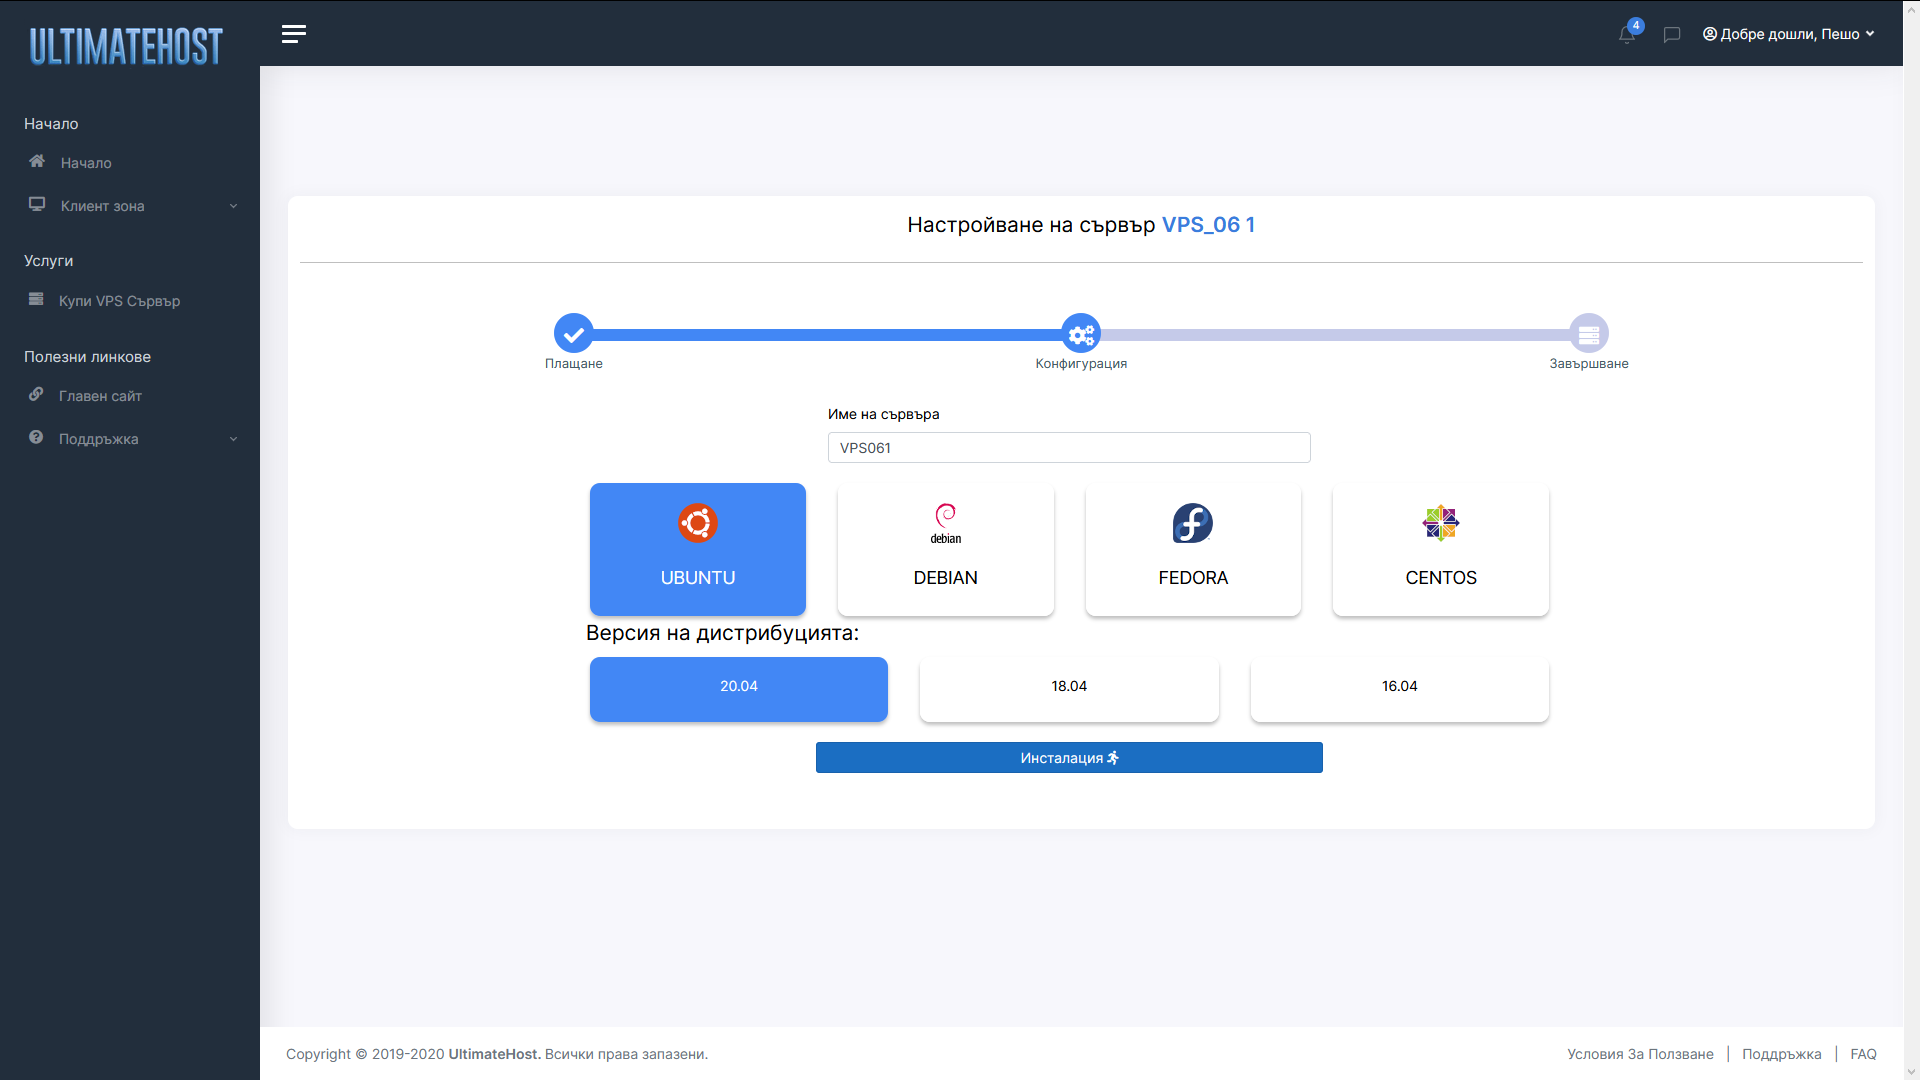 ULTIMATEHOST
4
Добре дошли, Пешо
Начало
Начало
Клиент зона
Услуги
Купи VPS Сървър
Полезни линкове
Главен сайт
Поддръжка
Настройване на сървър VPS_06 1
Плащане
Конфигурация
Завършване
Име на сървъра
VPS061
debian
UBUNTU
DEBIAN
FEDORA
CENTOS
Версия на дистрибуцията:
20.04
18.04
16.04
Инсталация
Copyright © 2019-2020 UltimateHost. Всички права запазени.
Условия За Ползване | Поддръжка | FAQ